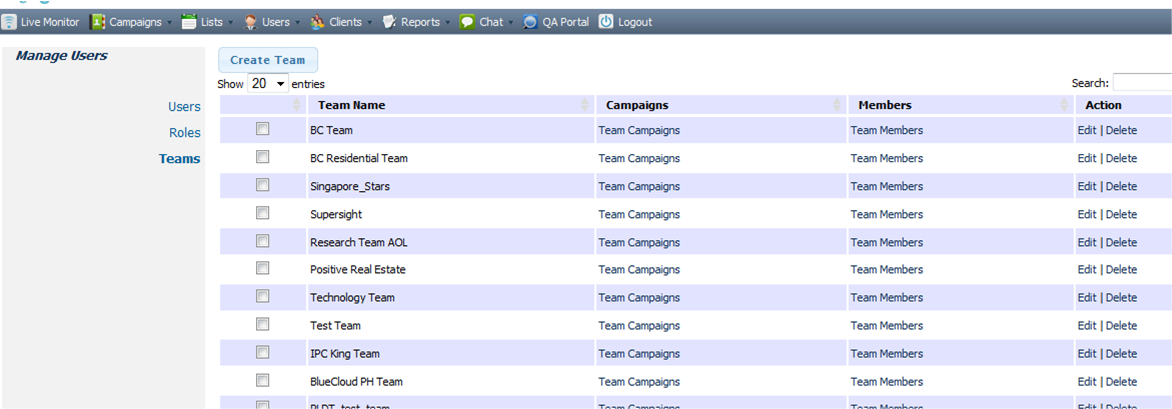 Live Monitor Campaigns Lists Users Clients Reports Chat QA Portal Logout
Manage Users
Users
Roles
Teams
Create Team
Show 20 entries
Search:
Team Name Campaigns Members Action
BC Team Team Campaigns Team Members Edit | Delete
BC Residential Team Team Campaigns Team Members Edit | Delete
Singapore_Stars Team Campaigns Team Members Edit | Delete
Supersight Team Campaigns Team Members Edit | Delete
Research Team AOL Team Campaigns Team Members Edit | Delete
Positive Real Estate Team Campaigns Team Members Edit | Delete
Technology Team Team Campaigns Team Members Edit | Delete
Test Team Team Campaigns Team Members Edit | Delete
IPC King Team Team Campaigns Team Members Edit | Delete
BlueCloud PH Team Team Campaigns Team Members Edit | Delete
PLDT_test_team Team Campaigns Team Members Edit | Delete